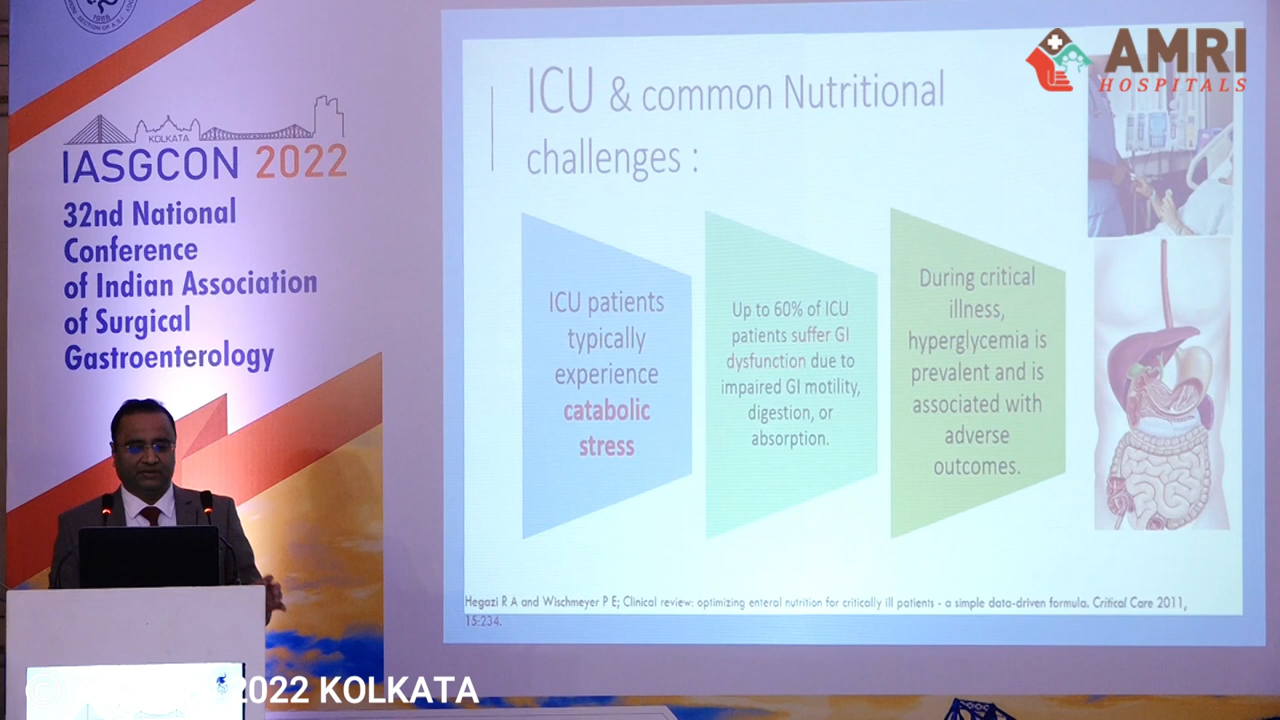 1988
KOLKATA
IASGCON 2022
32nd National
Conference
of Indian Association
of Surgical
Gastroenterology
AMRI
HOSPITALS
ICU & common Nutritional
challenges :
ICU patients
typically
experience
catabolic
stress
Up to 60% of ICU
patients suffer GI
dysfunction due to
impaired GI motility,
digestion, or
absorption.
During critical
illness,
hyperglycemia is
prevalent and is
associated with
adverse
outcomes.
Hegazi R A and Wischmeyer P E; Clinical review: optimizing enteral nutrition for critically ill patients - a simple data-driven formula. Critical Care 2011,
15:234.
2022 KOLKATA